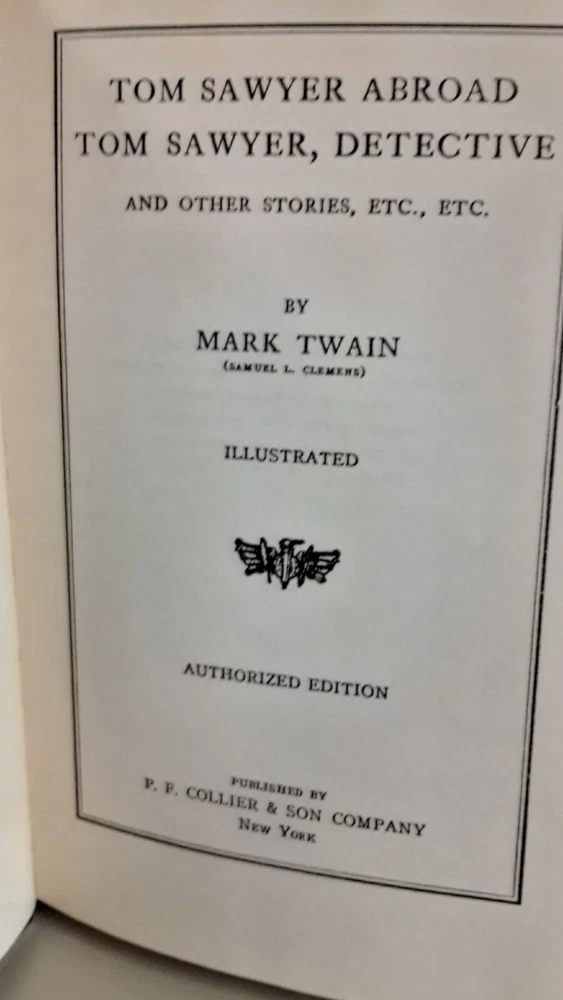 TOM SAWYER ABROAD
TOM SAWYER, DETECTIVE
AND OTHER STORIES, ETC., ETC.
BY
MARK TWAIN
(SAMUEL L. CLEMENS)
ILLUSTRATED
AUTHORIZED EDITION
PUBLISHED BY
P. F. COLLIER & SON COMPANY
NEW YORK